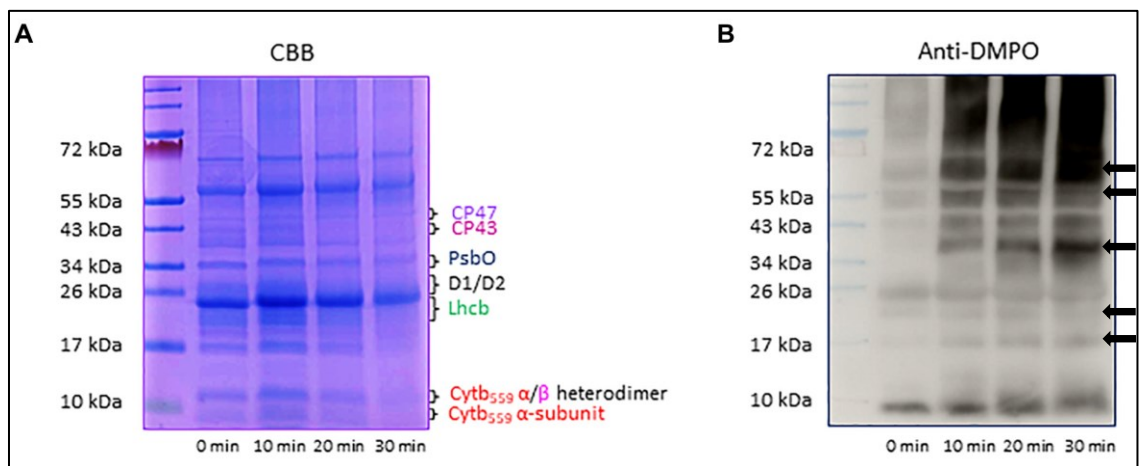 A
CBB
72 kDa
55 kDa
43 kDa
34 kDa
26 kDa
17 kDa
10 kDa
CP47
CP43
PsbO
D1/D2
Lhcb
Cytb559 α/β heterodimer
Cytb559 α-subunit
0 min 10 min 20 min 30 min
B
Anti-DMPO
72 kDa
55 kDa
43 kDa
34 kDa
26 kDa
17 kDa
10 kDa
0 min 10 min 20 min 30 min